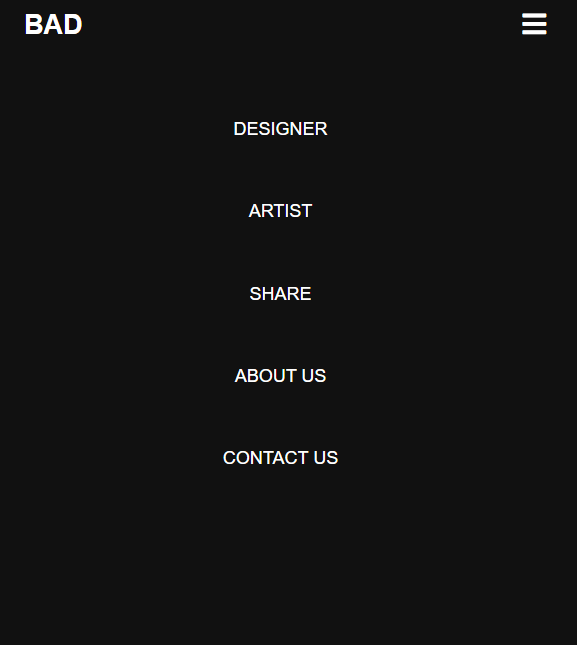 BAD
DESIGNER
ARTIST
SHARE
ABOUT US
CONTACT US